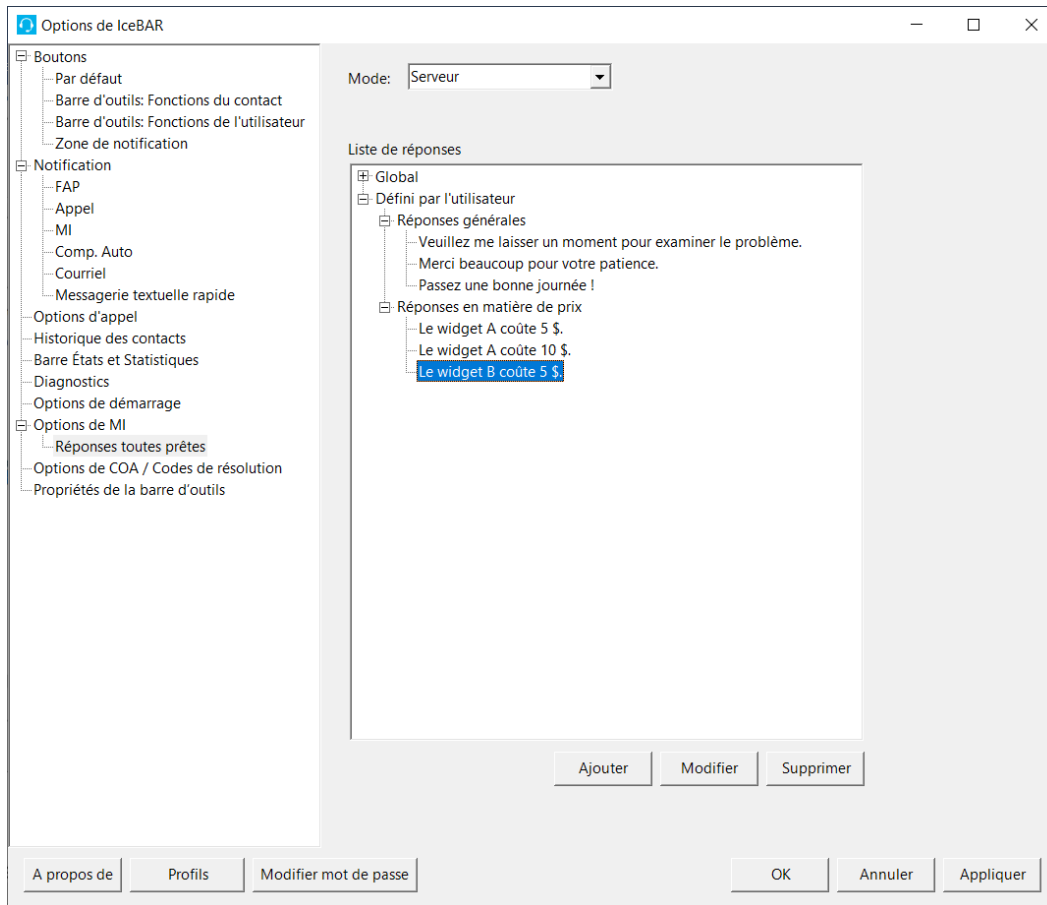 Options de IceBAR
Boutons
Par défaut
Barre d'outils: Fonctions du contact
Barre d'outils: Fonctions de l'utilisateur
Zone de notification
Notification
FAP
Appel
MI
Comp. Auto
Courriel
Messagerie textuelle rapide
Options d'appel
Historique des contacts
Barre États et Statistiques
Diagnostics
Options de démarrage
Options de MI
Réponses toutes prêtes
Options de COA / Codes de résolution
Propriétés de la barre d'outils
Mode: Serveur
Liste de réponses
Global
Défini par l'utilisateur
Réponses générales
Veuillez me laisser un moment pour examiner le problème.
Merci beaucoup pour votre patience.
Passez une bonne journée !
Réponses en matière de prix
Le widget A coûte 5 $.
Le widget A coûte 10 $.
Le widget B coûte 5 $.
Ajouter Modifier Supprimer
A propos de Profils Modifier mot de passe OK Annuler Appliquer